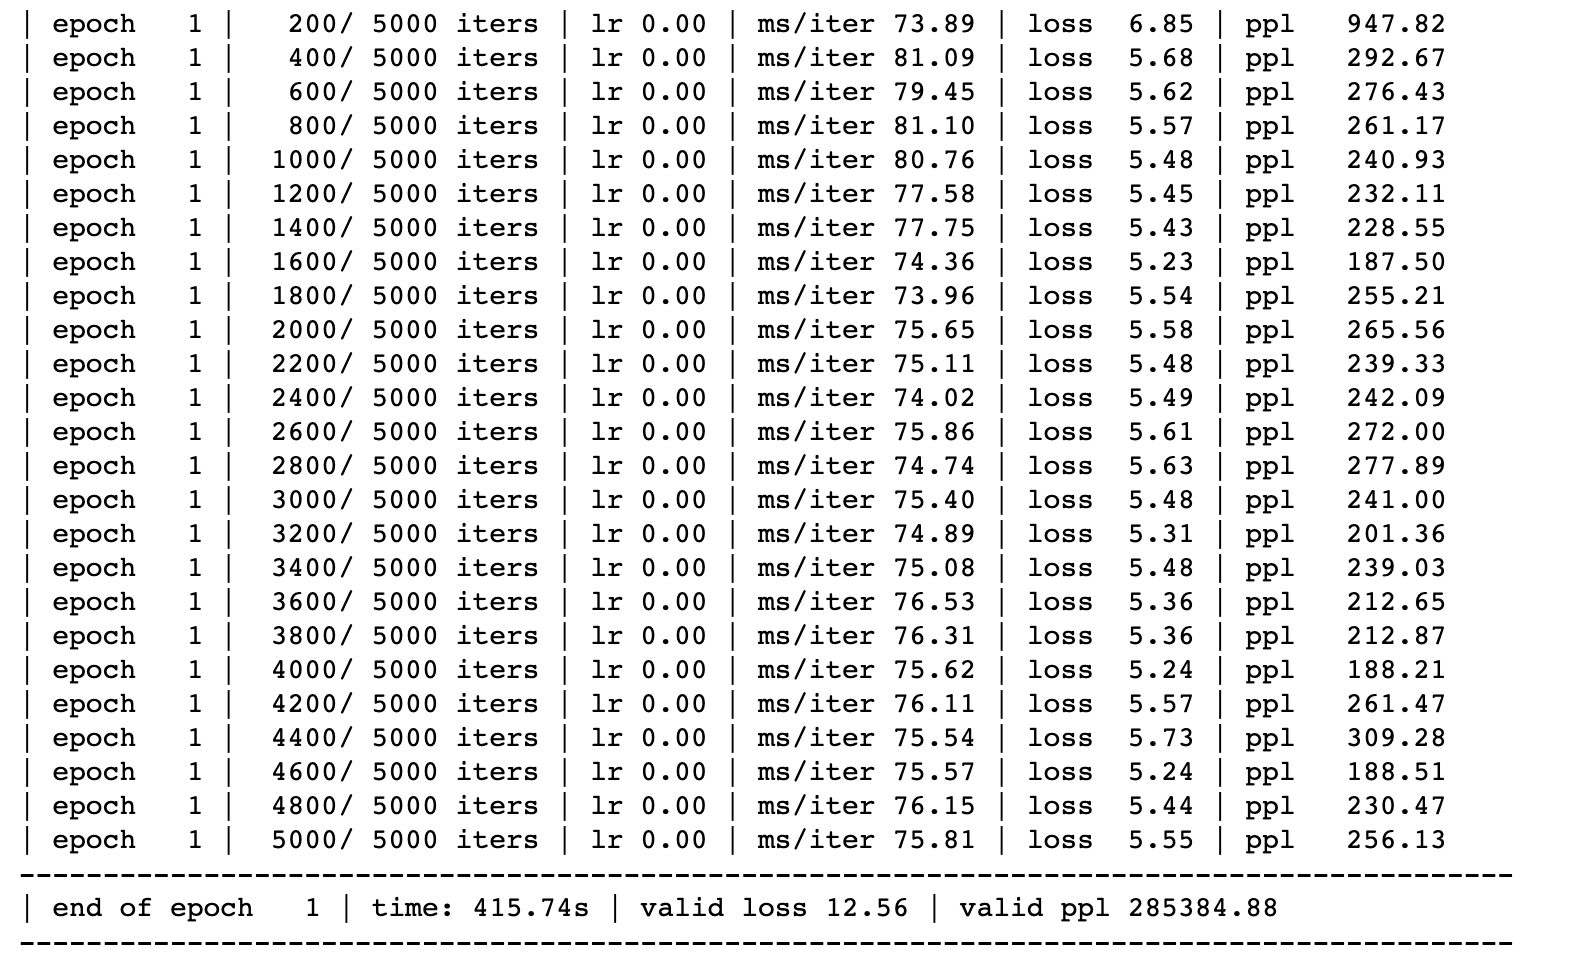 | epoch   1 |   200/ 5000 iters | lr 0.00 | ms/iter 73.89 | loss  6.85 | ppl   947.82
| epoch   1 |   400/ 5000 iters | lr 0.00 | ms/iter 81.09 | loss  5.68 | ppl   292.67
| epoch   1 |   600/ 5000 iters | lr 0.00 | ms/iter 79.45 | loss  5.62 | ppl   276.43
| epoch   1 |   800/ 5000 iters | lr 0.00 | ms/iter 81.10 | loss  5.57 | ppl   261.17
| epoch   1 |  1000/ 5000 iters | lr 0.00 | ms/iter 80.76 | loss  5.48 | ppl   240.93
| epoch   1 |  1200/ 5000 iters | lr 0.00 | ms/iter 77.58 | loss  5.45 | ppl   232.11
| epoch   1 |  1400/ 5000 iters | lr 0.00 | ms/iter 77.75 | loss  5.43 | ppl   228.55
| epoch   1 |  1600/ 5000 iters | lr 0.00 | ms/iter 74.36 | loss  5.23 | ppl   187.50
| epoch   1 |  1800/ 5000 iters | lr 0.00 | ms/iter 73.96 | loss  5.54 | ppl   255.21
| epoch   1 |  2000/ 5000 iters | lr 0.00 | ms/iter 75.65 | loss  5.58 | ppl   265.56
| epoch   1 |  2200/ 5000 iters | lr 0.00 | ms/iter 75.11 | loss  5.48 | ppl   239.33
| epoch   1 |  2400/ 5000 iters | lr 0.00 | ms/iter 74.02 | loss  5.49 | ppl   242.09
| epoch   1 |  2600/ 5000 iters | lr 0.00 | ms/iter 75.86 | loss  5.61 | ppl   272.00
| epoch   1 |  2800/ 5000 iters | lr 0.00 | ms/iter 74.74 | loss  5.63 | ppl   277.89
| epoch   1 |  3000/ 5000 iters | lr 0.00 | ms/iter 75.40 | loss  5.48 | ppl   241.00
| epoch   1 |  3200/ 5000 iters | lr 0.00 | ms/iter 74.89 | loss  5.31 | ppl   201.36
| epoch   1 |  3400/ 5000 iters | lr 0.00 | ms/iter 75.08 | loss  5.48 | ppl   239.03
| epoch   1 |  3600/ 5000 iters | lr 0.00 | ms/iter 76.53 | loss  5.36 | ppl   212.65
| epoch   1 |  3800/ 5000 iters | lr 0.00 | ms/iter 76.31 | loss  5.36 | ppl   212.87
| epoch   1 |  4000/ 5000 iters | lr 0.00 | ms/iter 75.62 | loss  5.24 | ppl   188.21
| epoch   1 |  4200/ 5000 iters | lr 0.00 | ms/iter 76.11 | loss  5.57 | ppl   261.47
| epoch   1 |  4400/ 5000 iters | lr 0.00 | ms/iter 75.54 | loss  5.73 | ppl   309.28
| epoch   1 |  4600/ 5000 iters | lr 0.00 | ms/iter 75.57 | loss  5.24 | ppl   188.51
| epoch   1 |  4800/ 5000 iters | lr 0.00 | ms/iter 76.15 | loss  5.44 | ppl   230.47
| epoch   1 |  5000/ 5000 iters | lr 0.00 | ms/iter 75.81 | loss  5.55 | ppl   256.13
-----------------------------------------------------------------------------------------
| end of epoch   1 | time: 415.74s | valid loss 12.56 | valid ppl 285384.88
-----------------------------------------------------------------------------------------